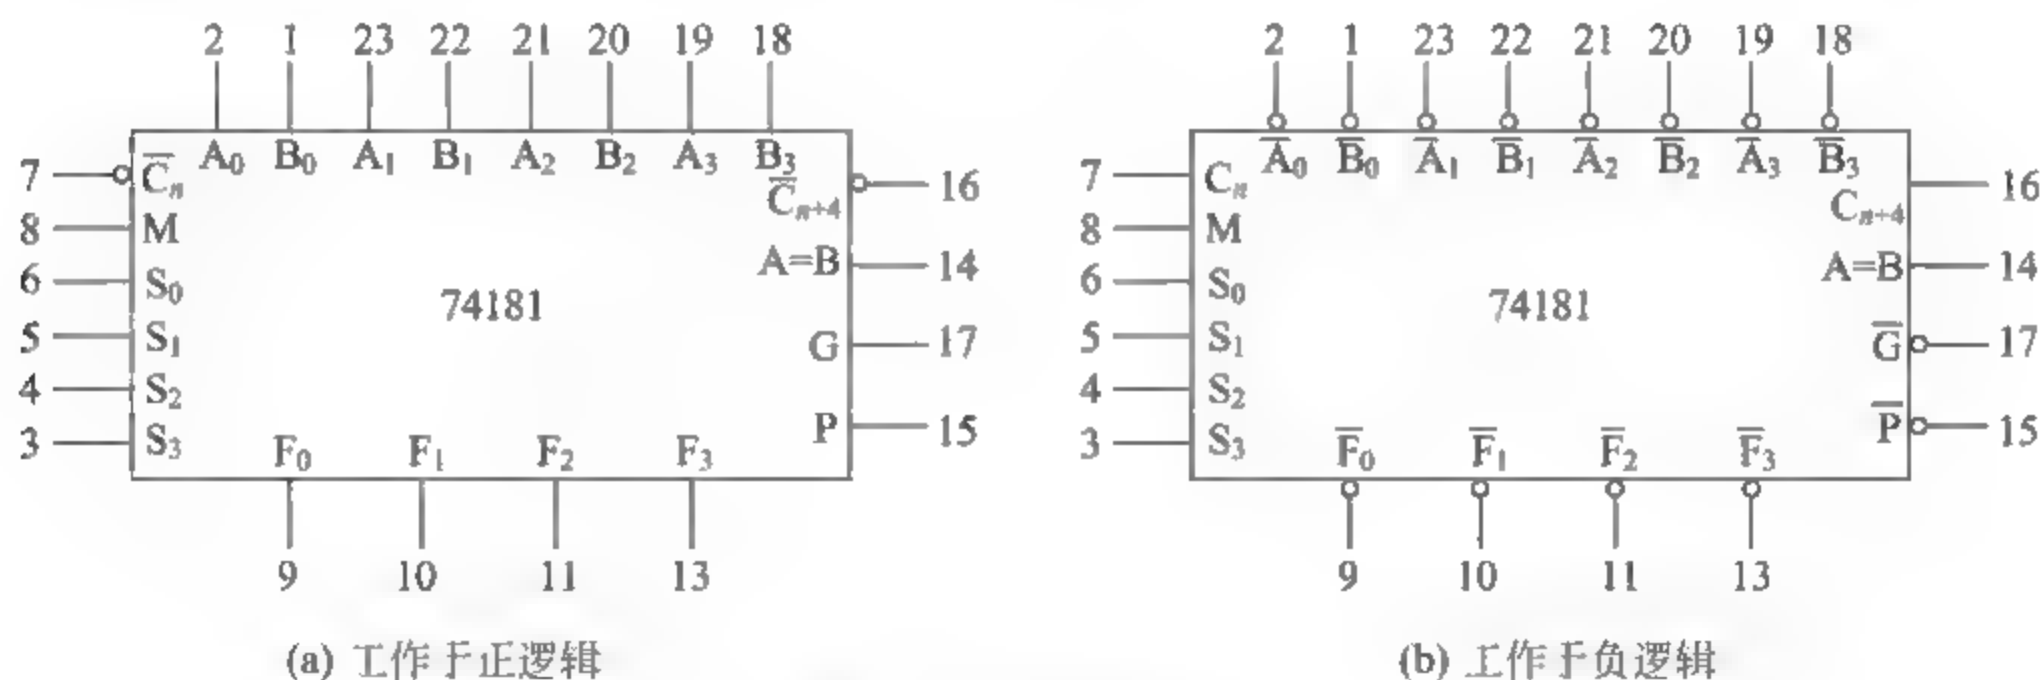 2 1 23 22 21 20 19 18
A₀ B₀ A₁ B₁ A₂ B₂ A₃ B₃
7 C̅ₙ C̅ₙ₊₄ 16
8 M
A=B 14
6 S₀
74181
5 S₁ G 17
4 S₂
P 15
3 S₃
F₀ F₁ F₂ F₃
9 10 11 13
(a) 工作于正逻辑
2 1 23 22 21 20 19 18
A̅₀ B̅₀ A̅₁ B̅₁ A̅₂ B̅₂ A̅₃ B̅₃
7 Cₙ Cₙ₊₄ 16
8 M
A=B 14
6 S₀
74181
5 S₁ G̅ 17
4 S₂
P̅ 15
3 S₃
F̅₀ F̅₁ F̅₂ F̅₃
9 10 11 13
(b) 工作于负逻辑